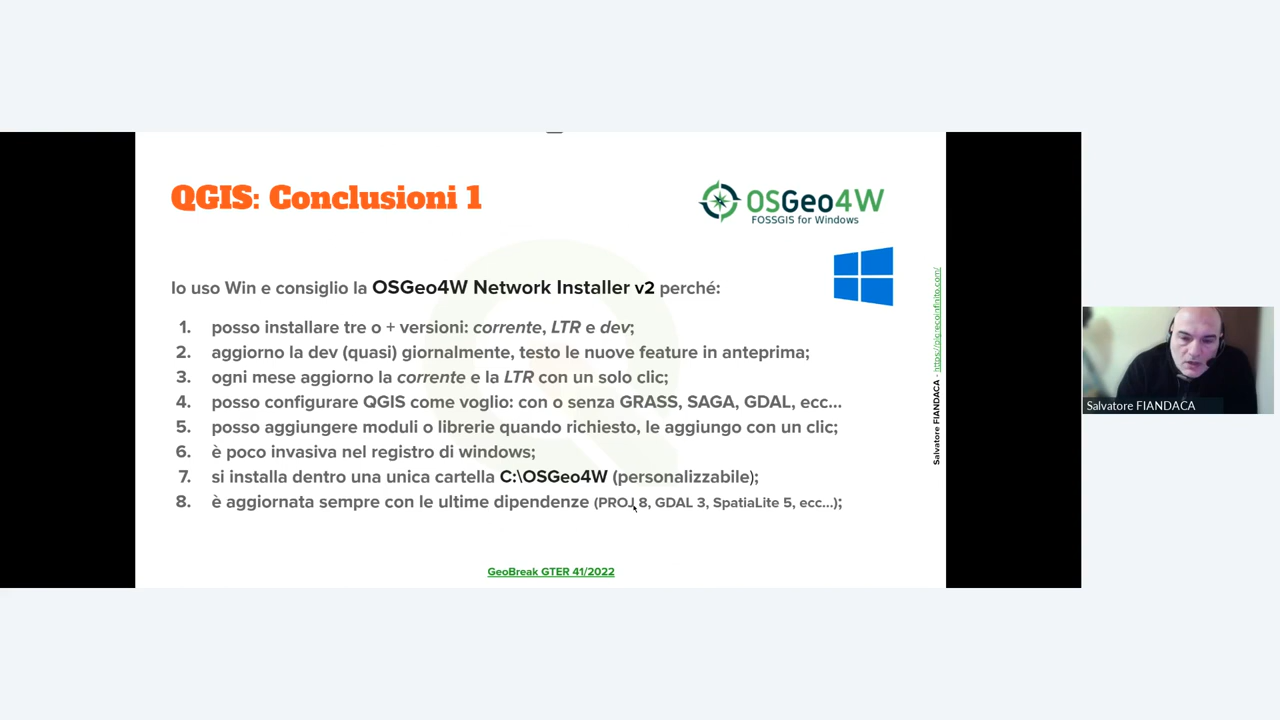 QGIS: Conclusioni 1
OSGeo4W
FOSSGIS for Windows
Io uso Win e consiglio la OSGeo4W Network Installer v2 perché:
1. posso installare tre o + versioni: corrente, LTR e dev;
2. aggiorno la dev (quasi) giornalmente, testo le nuove feature in anteprima;
3. ogni mese aggiorno la corrente e la LTR con un solo clic;
4. posso configurare QGIS come voglio: con o senza GRASS, SAGA, GDAL, ecc...
5. posso aggiungere moduli o librerie quando richiesto, le aggiungo con un clic;
6. è poco invasiva nel registro di windows;
7. si installa dentro una unica cartella C:\OSGeo4W (personalizzabile);
8. è aggiornata sempre con le ultime dipendenze (PROJ 8, GDAL 3, SpatiaLite 5, ecc...);
GeoBreak GTER 41/2022
Salvatore FIANDACA - https://pigrecoinfinito.com/
Salvatore FIANDACA